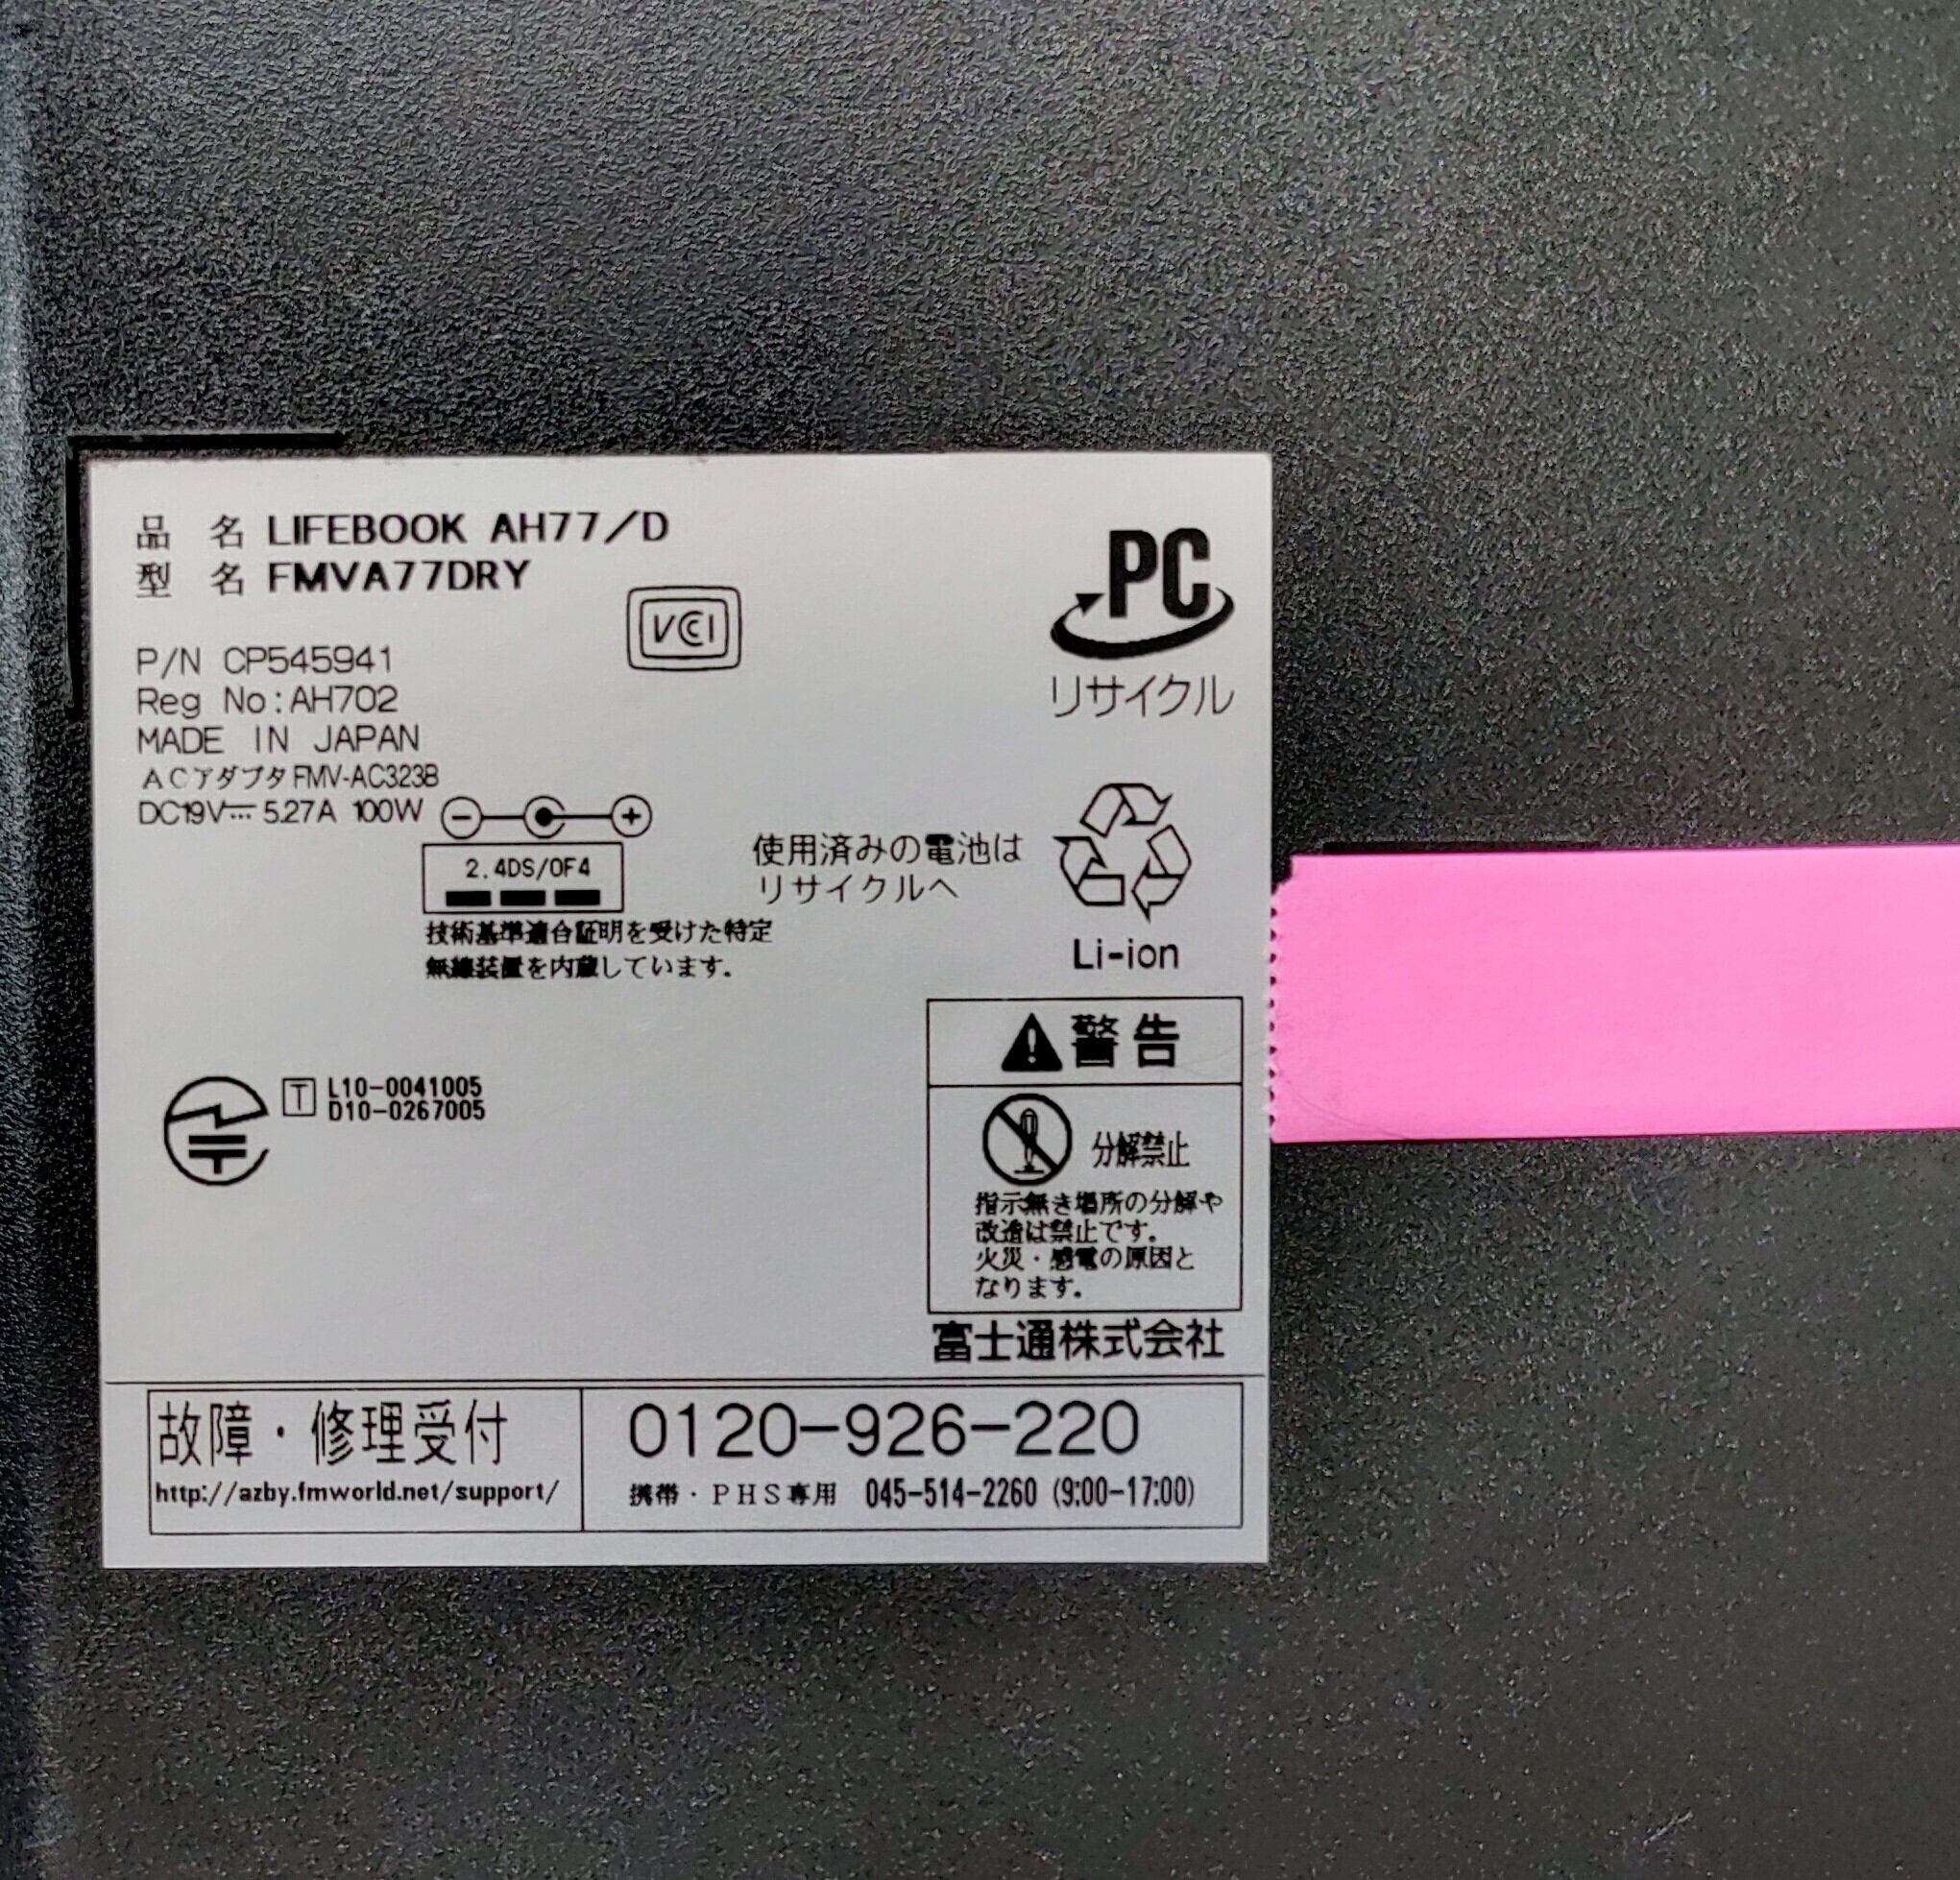 品 名 LIFEBOOK AH77/D
型 名 FMVA77DRY
VCCI
PC
リサイクル
P/N CP545941
Reg No:AH702
MADE IN JAPAN
ACアダプタ FMV-AC323B
DC19V⎓ 5.27A 100W
2.4DS/OF4
技術基準適合証明を受けた特定
無線装置を内蔵しています。
使用済みの電池は
リサイクルへ
Li-ion
T L10-0041005
D10-0267005
警告
分解禁止
指示無き場所の分解や
改造は禁止です。
火災・感電の原因と
なります。
富士通株式会社
故障・修理受付
http://azby.fmworld.net/support/
0120-926-220
携帯・PHS専用 045-514-2260 (9:00-17:00)